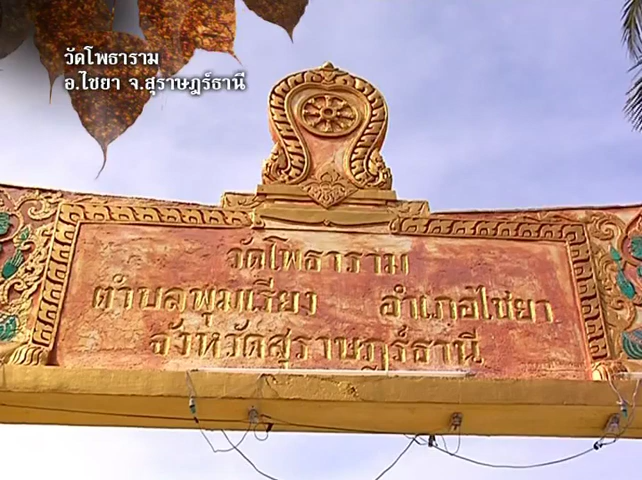 วัดโพธาราม
อ.ไชยา จ.สุราษฎร์ธานี
วัดโพธาราม
ตำบลพุมเรียง อำเภอไชยา
จังหวัดสุราษฎร์ธานี